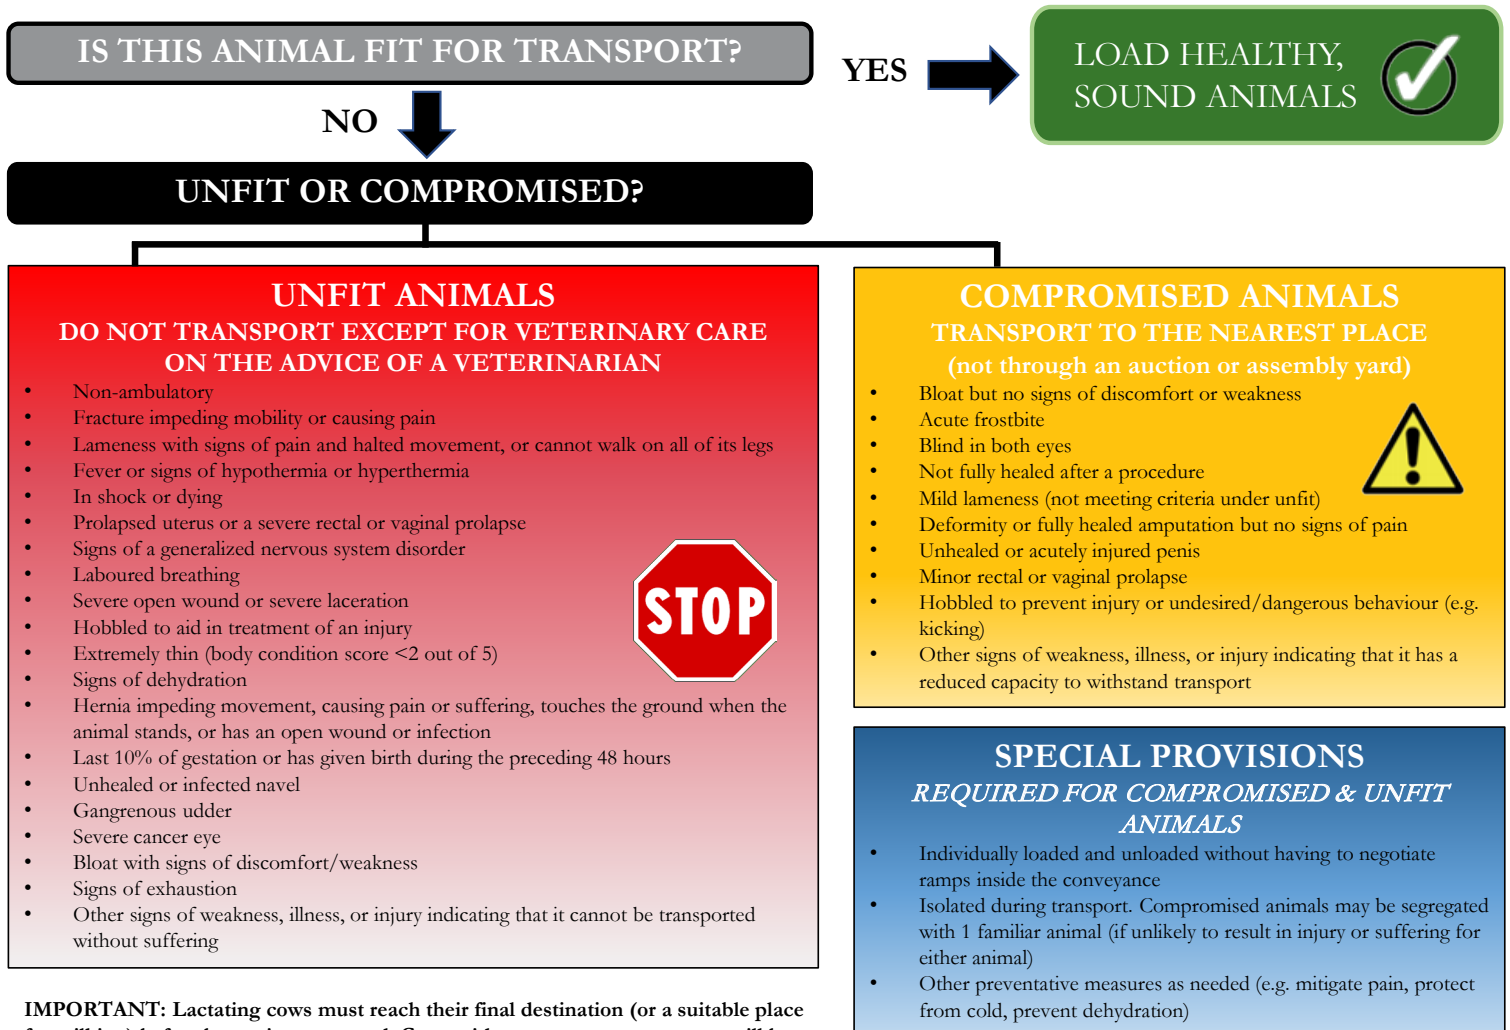 IS THIS ANIMAL FIT FOR TRANSPORT?
YES
LOAD HEALTHY,
SOUND ANIMALS
NO
UNFIT OR COMPROMISED?
UNFIT ANIMALS
DO NOT TRANSPORT EXCEPT FOR VETERINARY CARE
ON THE ADVICE OF A VETERINARIAN
• Non-ambulatory
• Fracture impeding mobility or causing pain
• Lameness with signs of pain and halted movement, or cannot walk on all of its legs
• Fever or signs of hypothermia or hyperthermia
• In shock or dying
• Prolapsed uterus or a severe rectal or vaginal prolapse
• Signs of a generalized nervous system disorder
• Laboured breathing
• Severe open wound or severe laceration
• Hobbled to aid in treatment of an injury
• Extremely thin (body condition score <2 out of 5)
• Signs of dehydration
• Hernia impeding movement, causing pain or suffering, touches the ground when the
animal stands, or has an open wound or infection
• Last 10% of gestation or has given birth during the preceding 48 hours
• Unhealed or infected navel
• Gangrenous udder
• Severe cancer eye
• Bloat with signs of discomfort/weakness
• Signs of exhaustion
• Other signs of weakness, illness, or injury indicating that it cannot be transported
without suffering
STOP
COMPROMISED ANIMALS
TRANSPORT TO THE NEAREST PLACE
(not through an auction or assembly yard)
• Bloat but no signs of discomfort or weakness
• Acute frostbite
• Blind in both eyes
• Not fully healed after a procedure
• Mild lameness (not meeting criteria under unfit)
• Deformity or fully healed amputation but no signs of pain
• Unhealed or acutely injured penis
• Minor rectal or vaginal prolapse
• Hobbled to prevent injury or undesired/dangerous behaviour (e.g.
kicking)
• Other signs of weakness, illness, or injury indicating that it has a
reduced capacity to withstand transport
SPECIAL PROVISIONS
REQUIRED FOR COMPROMISED & UNFIT
ANIMALS
• Individually loaded and unloaded without having to negotiate
ramps inside the conveyance
• Isolated during transport. Compromised animals may be segregated
with 1 familiar animal (if unlikely to result in injury or suffering for
either animal)
• Other preventative measures as needed (e.g. mitigate pain, protect
from cold, prevent dehydration)
IMPORTANT: Lactating cows must reach their final destination (or a suitable place